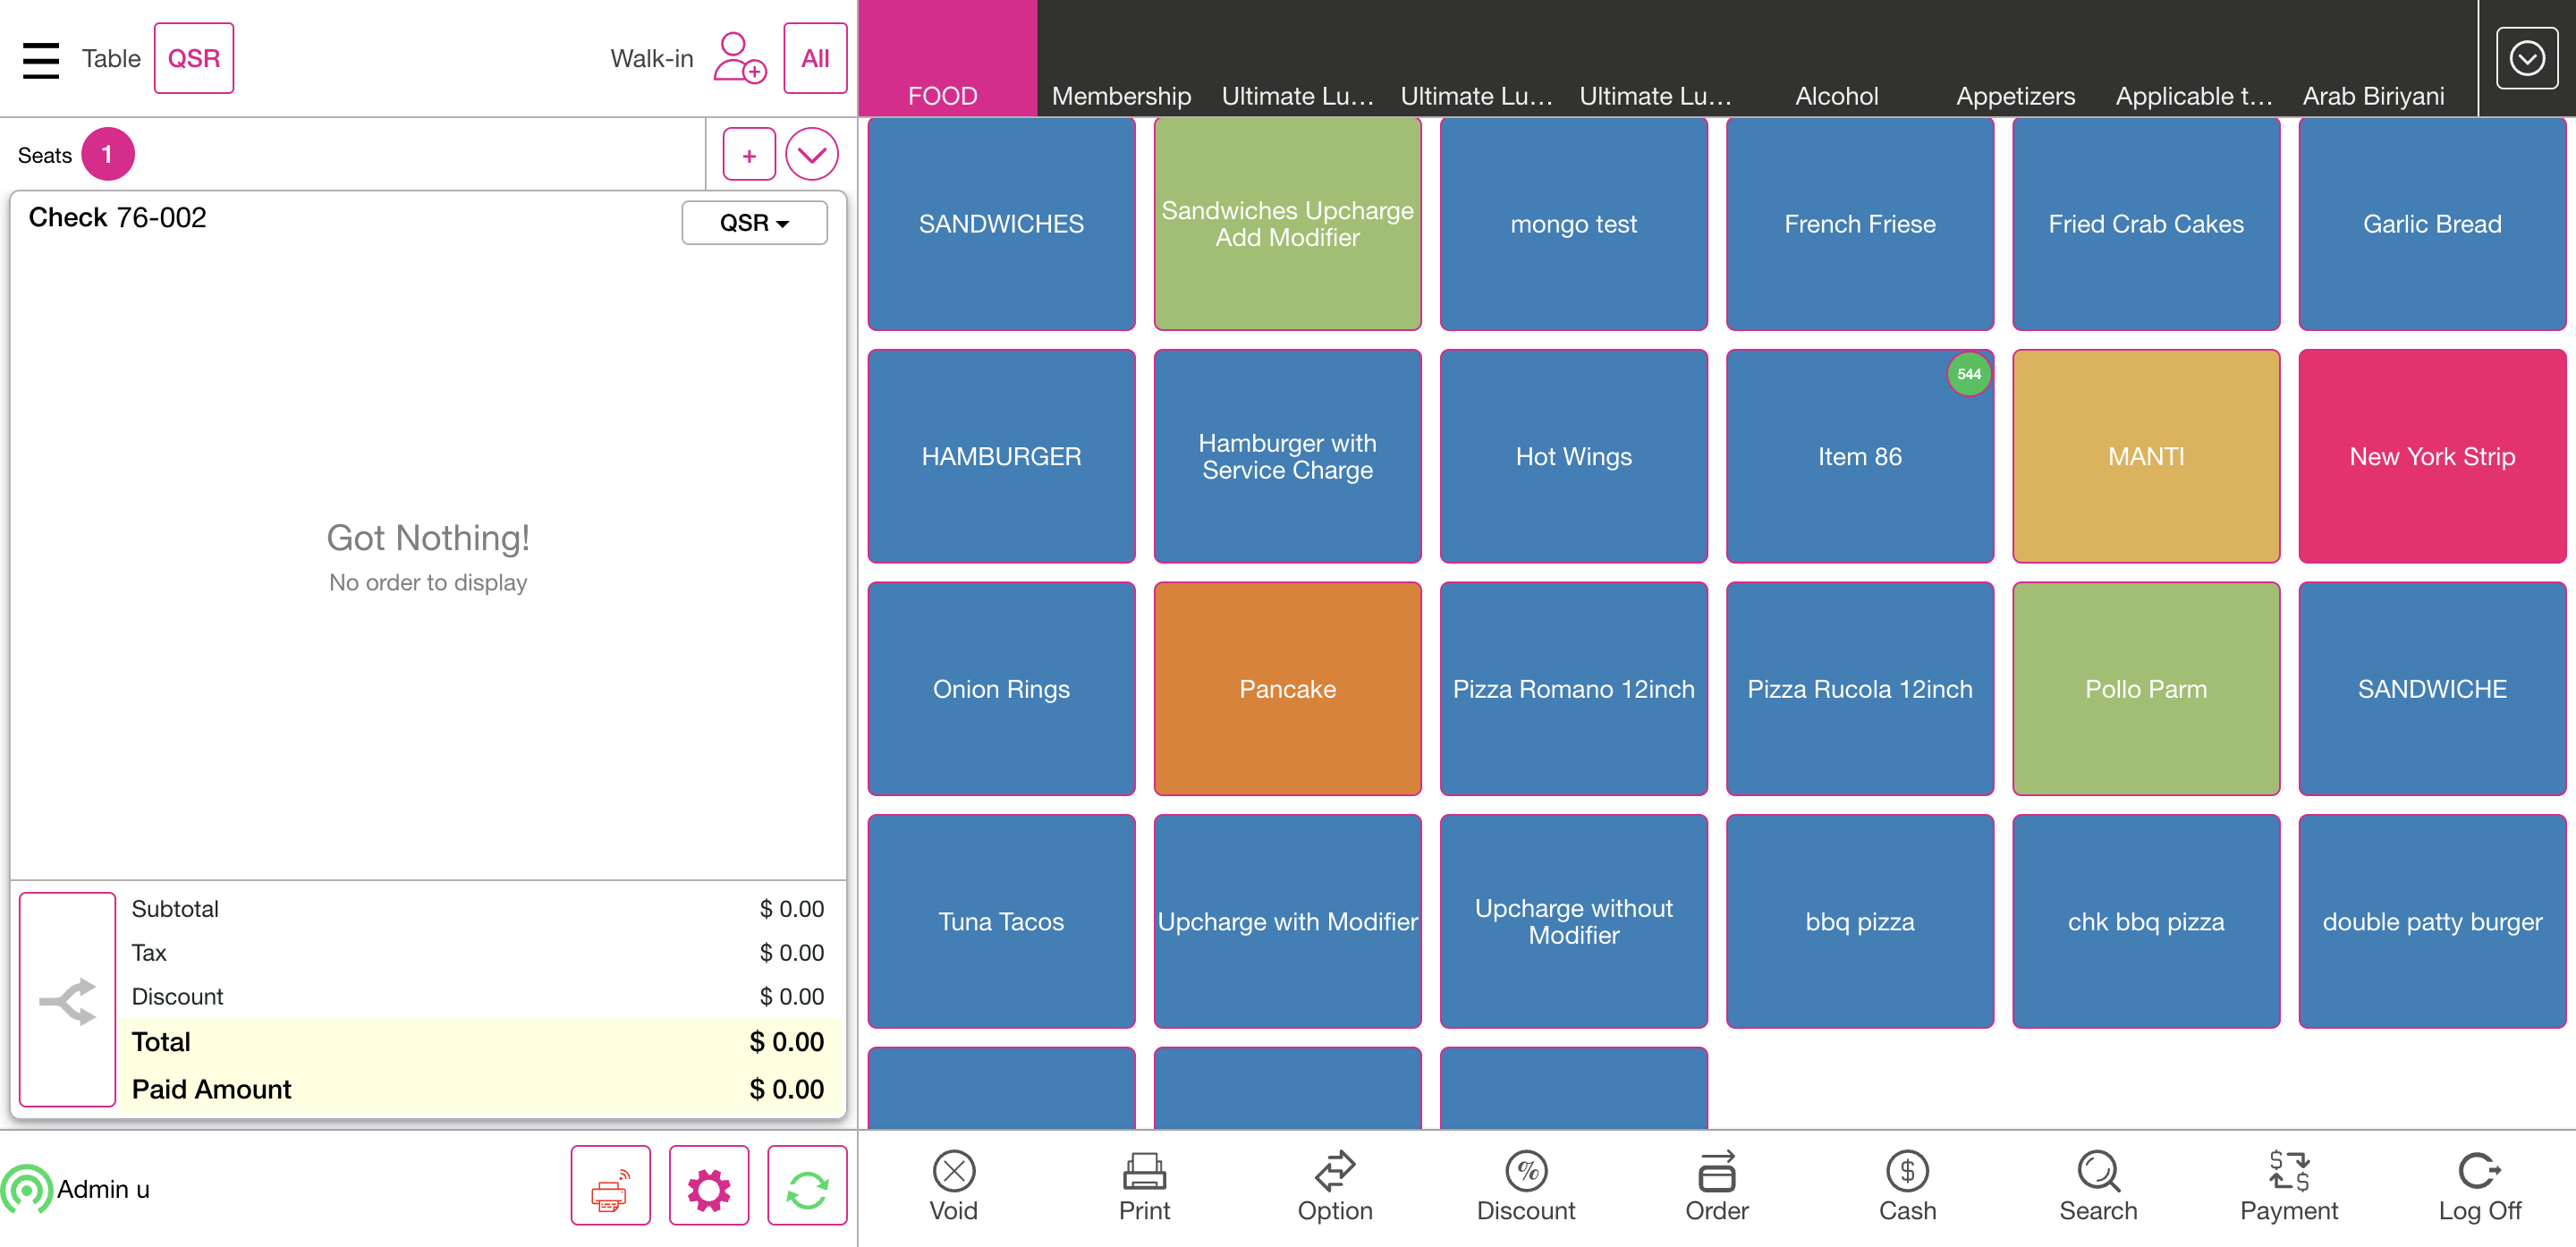 Table QSR
Walk-in All
FOOD
Membership
Ultimate Lu...
Ultimate Lu...
Ultimate Lu...
Alcohol
Appetizers
Applicable t...
Arab Biriyani
Seats 1
+
Check 76-002
QSR
Got Nothing!
No order to display
Subtotal $ 0.00
Tax $ 0.00
Discount $ 0.00
Total $ 0.00
Paid Amount $ 0.00
Admin u
SANDWICHES
Sandwiches Upcharge
Add Modifier
mongo test
French Friese
Fried Crab Cakes
Garlic Bread
HAMBURGER
Hamburger with
Service Charge
Hot Wings
544
Item 86
MANTI
New York Strip
Onion Rings
Pancake
Pizza Romano 12inch
Pizza Rucola 12inch
Pollo Parm
SANDWICHE
Tuna Tacos
Upcharge with Modifier
Upcharge without
Modifier
bbq pizza
chk bbq pizza
double patty burger
Void
Print
Option
%
Discount
Order
$
Cash
Search
$
$
Payment
Log Off